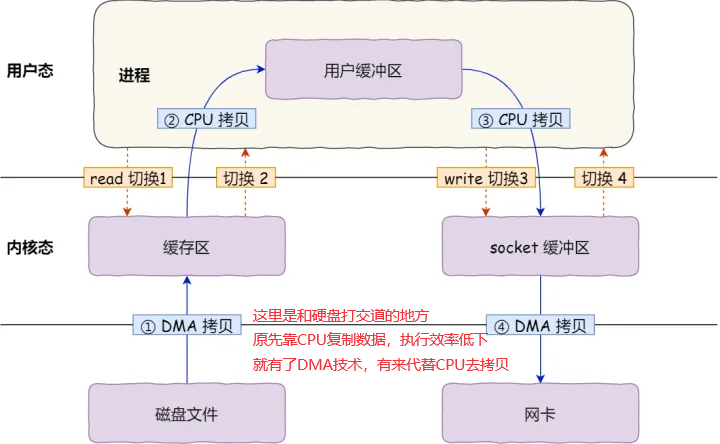 用户态
进程
用户缓冲区
② CPU 拷贝
③ CPU 拷贝
read 切换1
切换 2
write 切换3
切换 4
内核态
缓存区
socket 缓冲区
① DMA 拷贝
这里是和硬盘打交道的地方
原先靠CPU复制数据，执行效率低下
就有了DMA技术，有来代替CPU去拷贝
④ DMA 拷贝
磁盘文件
网卡